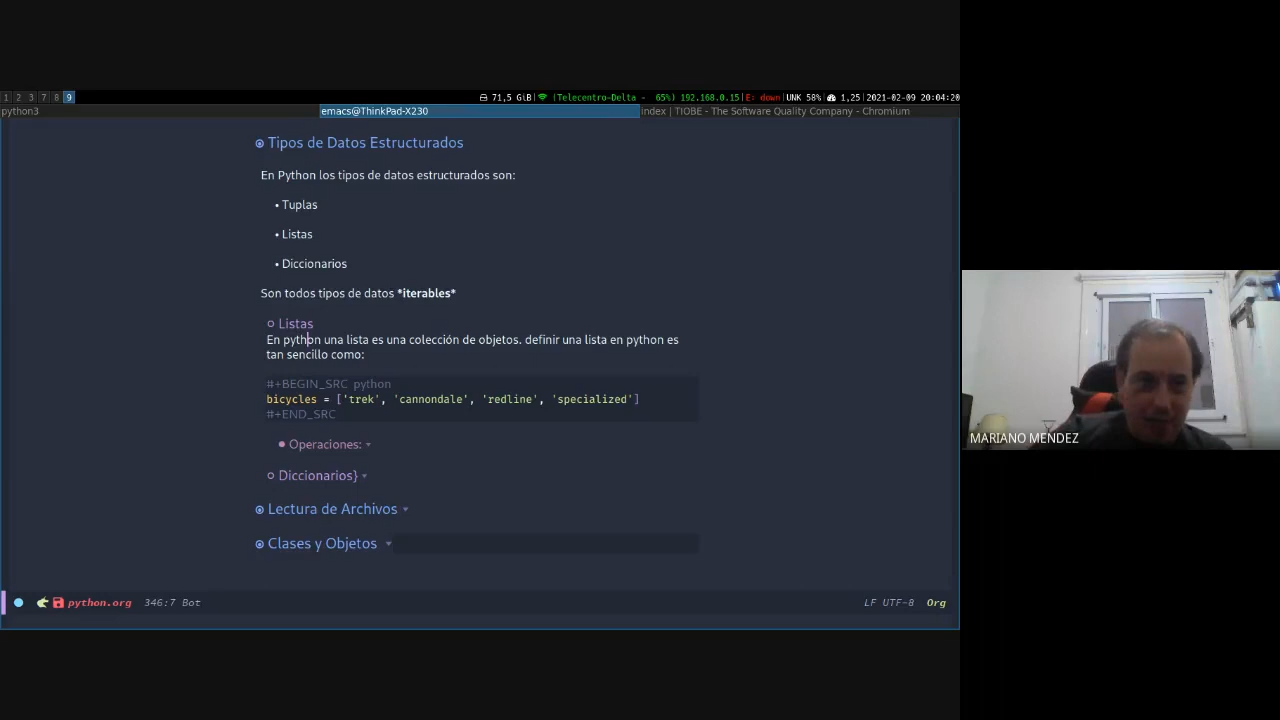 1 2 3 7 8 9
71,5 GiB| (Telecentro-Delta - 65%) 192.168.0.15|E: down|UNK 58%| 1,25|2021-02-09 20:04:20
python3
emacs@ThinkPad-X230
index | TIOBE - The Software Quality Company - Chromium
Tipos de Datos Estructurados
En Python los tipos de datos estructurados son:
• Tuplas
• Listas
• Diccionarios
Son todos tipos de datos *iterables*
Listas
En python una lista es una colección de objetos. definir una lista en python es
tan sencillo como:
#+BEGIN_SRC python
bicycles = ['trek', 'cannondale', 'redline', 'specialized']
#+END_SRC
Operaciones:
Diccionarios}
Lectura de Archivos
Clases y Objetos
python.org 346:7 Bot
LF UTF-8 Org
MARIANO MENDEZ